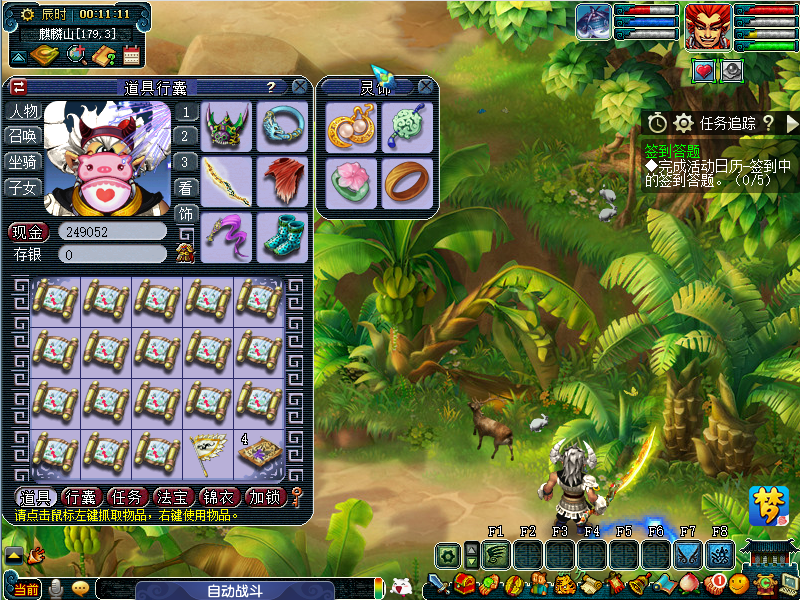 辰时 00:11:11
麒麟山[179,3]
道具行囊 ?
人物
召唤
坐骑
子女
1
2
3
看
饰
现金 249052
存银 0
4
道具 行囊 任务 法宝 锦衣 加锁
请点击鼠标左键抓取物品，右键使用物品。
灵饰
任务追踪 ?
签到答题
◆完成活动日历-签到中
的签到答题。（0/5）
梦
F1 F2 F3 F4 F5 F6 F7 F8
当前
自动战斗